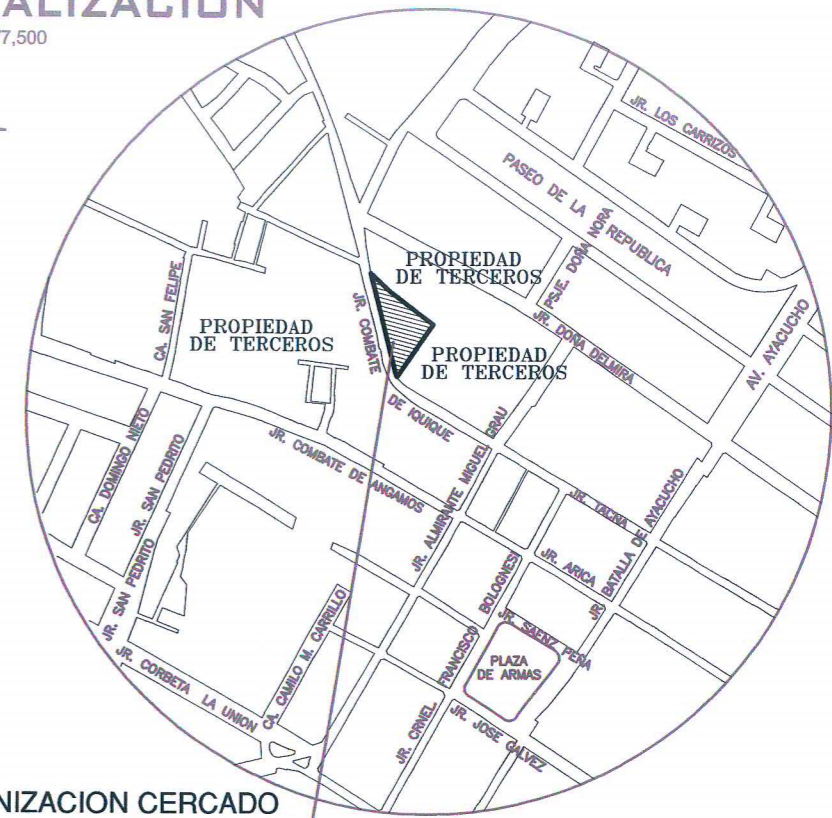 ALIZACION
7,500
JR. LOS CARRIZOS
PASEO DE LA REPUBLICA
PSJE. DOÑA NORA
PROPIEDAD
DE TERCEROS
CA. SAN FELIPE
JR. COMBATE
PROPIEDAD
DE TERCEROS
JR. DOÑA DELMIRA
AV. AYACUCHO
PROPIEDAD
DE TERCEROS
DE IQUIQUE
CA. DOMINGO NIETO
JR. SAN PEDRITO
JR. COMBATE DE ANGAMOS
JR. ALMIRANTE MIGUEL GRAU
JR. TACNA
JR. BATALLA DE AYACUCHO
JR. ARICA
JR. SAN PEDRITO
JR. CRNEL FRANCISCO BOLOGNESI
JR. SAENZ PEÑA
CA. CAMILO M. CARRILLO
PLAZA
DE ARMAS
JR. CORBETA LA UNION
JR. JOSE GALVEZ
NIZACION CERCADO